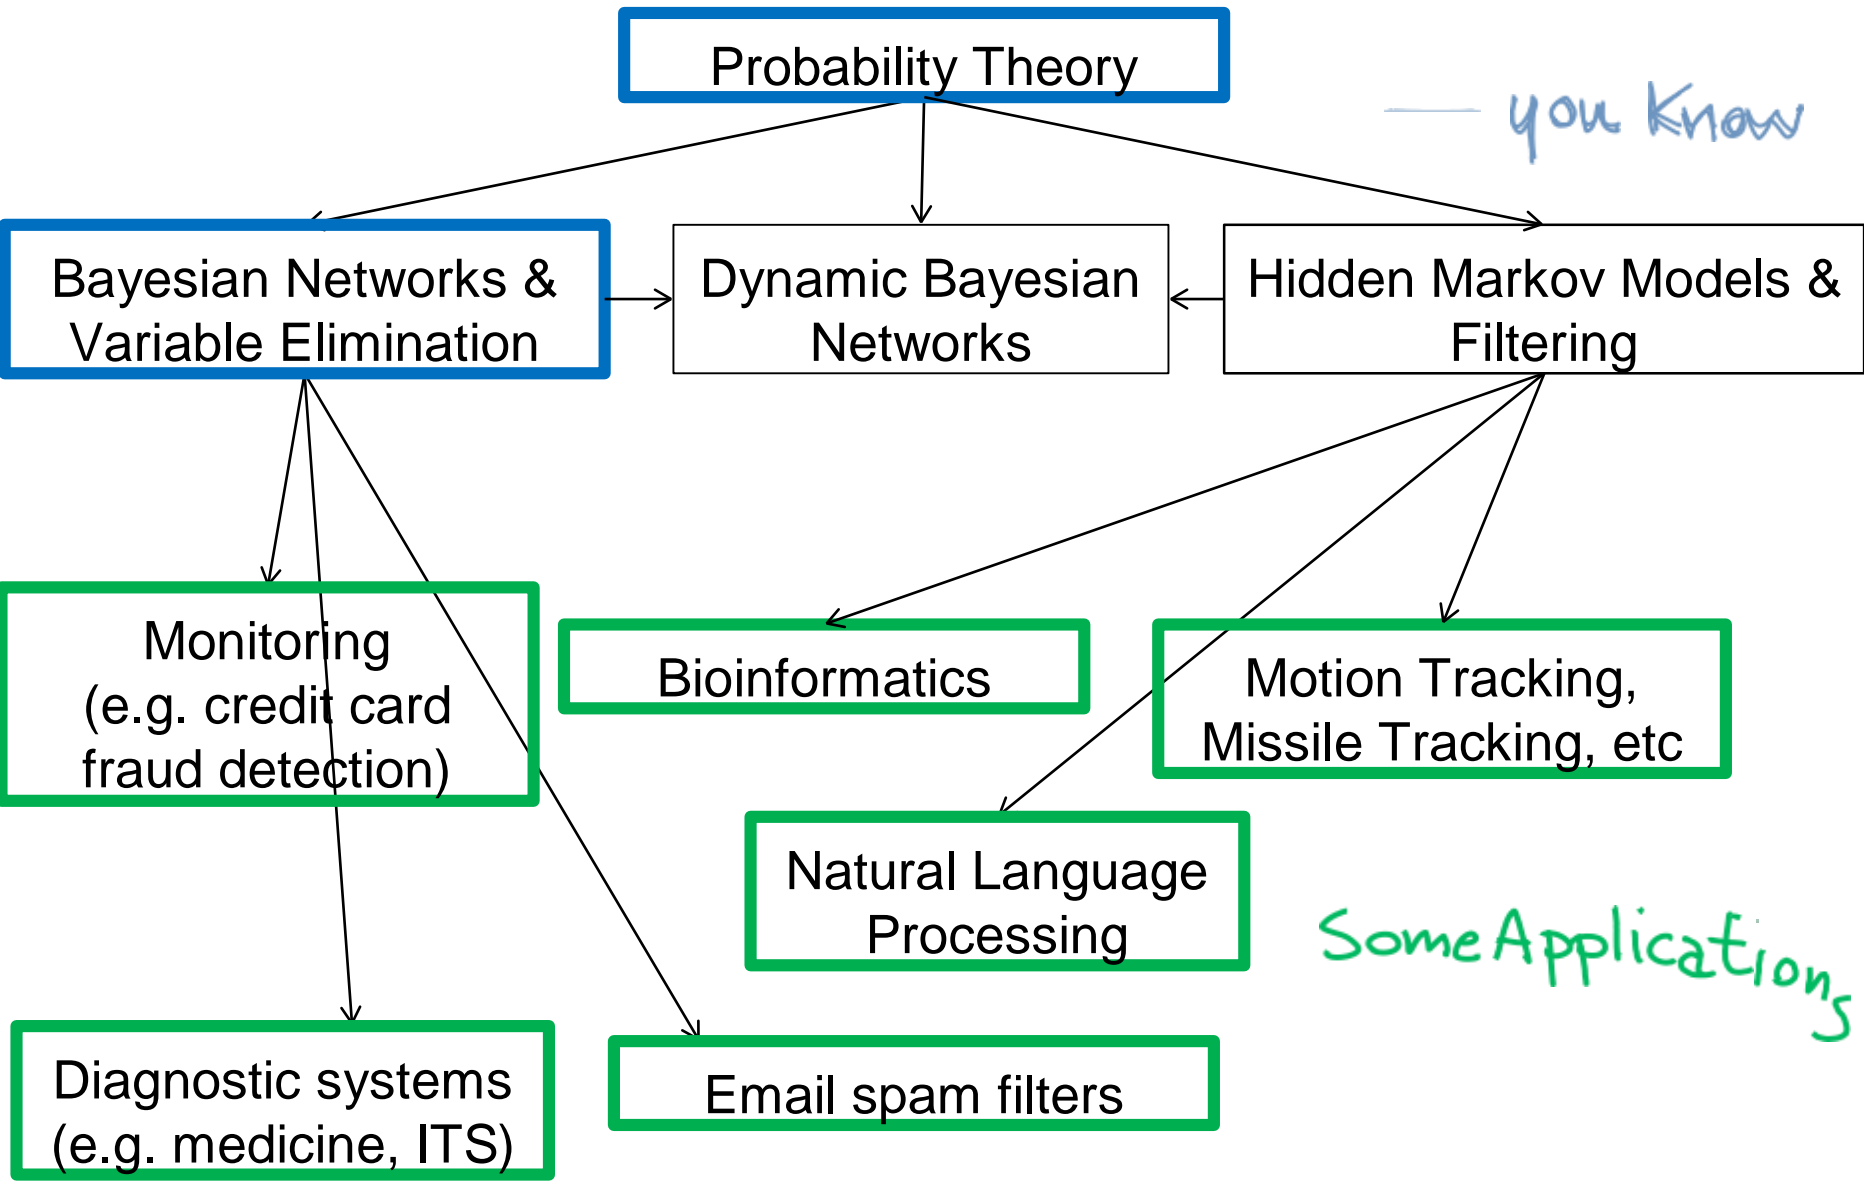 Probability Theory
you know
Bayesian Networks &
Variable Elimination
Dynamic Bayesian
Networks
Hidden Markov Models &
Filtering
Monitoring
(e.g. credit card
fraud detection)
Bioinformatics
Motion Tracking,
Missile Tracking, etc
Natural Language
Processing
Some Applications
Diagnostic systems
(e.g. medicine, ITS)
Email spam filters